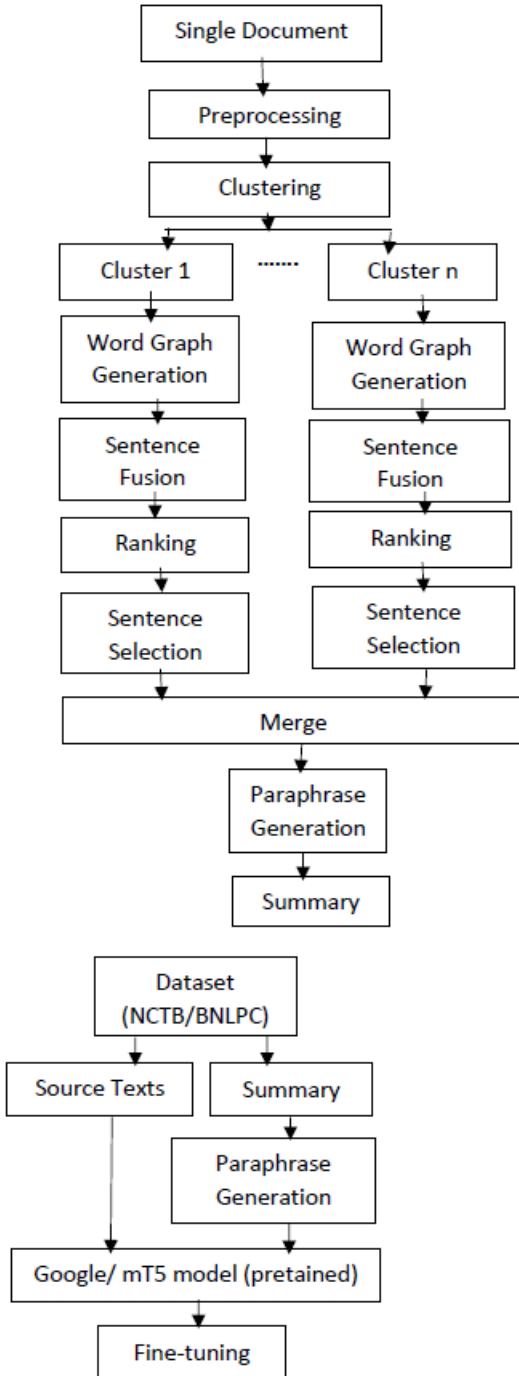 Single Document
Preprocessing
Clustering
Cluster 1
.......
Cluster n
Word Graph
Generation
Word Graph
Generation
Sentence
Fusion
Sentence
Fusion
Ranking
Ranking
Sentence
Selection
Sentence
Selection
Merge
Paraphrase
Generation
Summary
Dataset
(NCTB/BNLPC)
Source Texts
Summary
Paraphrase
Generation
Google/ mT5 model (pretained)
Fine-tuning